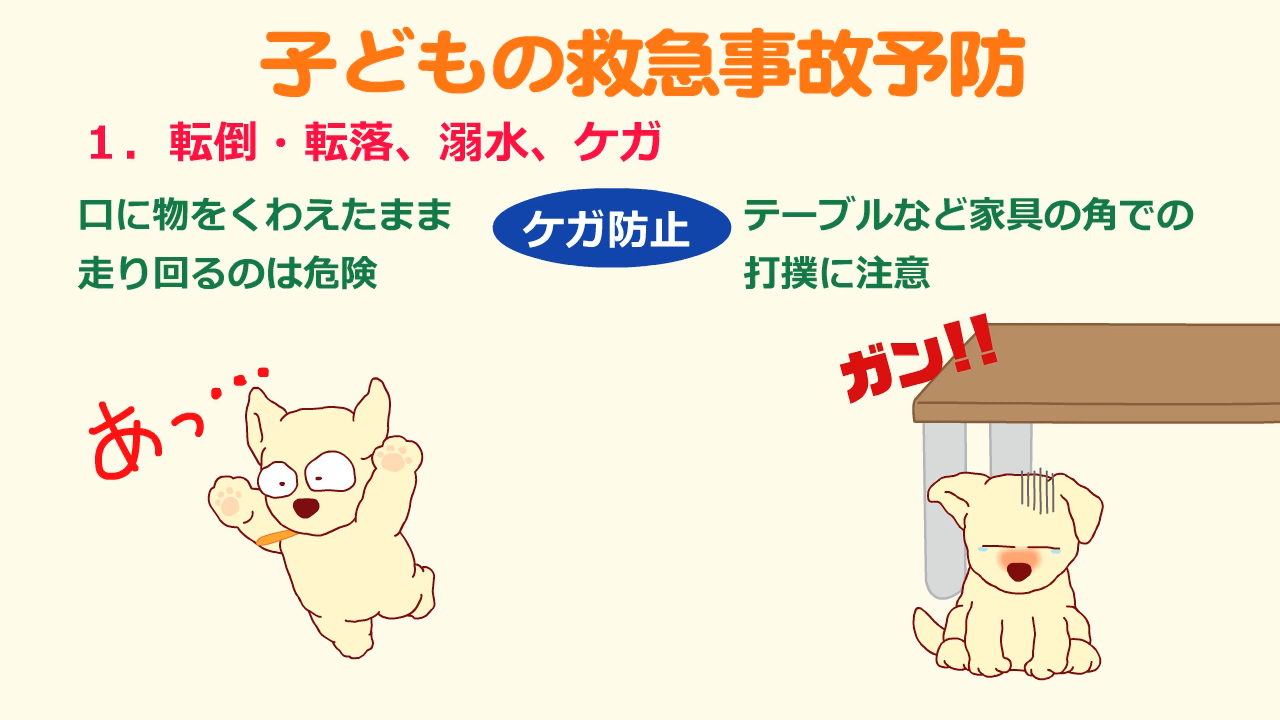 子どもの救急事故予防
１．転倒・転落、溺水、ケガ
口に物をくわえたまま
走り回るのは危険
ケガ防止
テーブルなど家具の角での
打撲に注意
あっ…
ガン!!